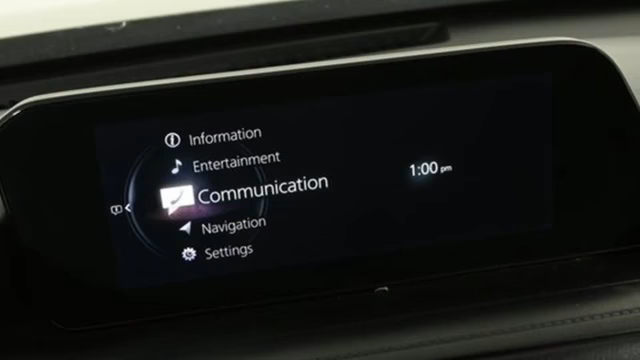 Information
Entertainment
Communication
1:00 pm
Navigation
Settings